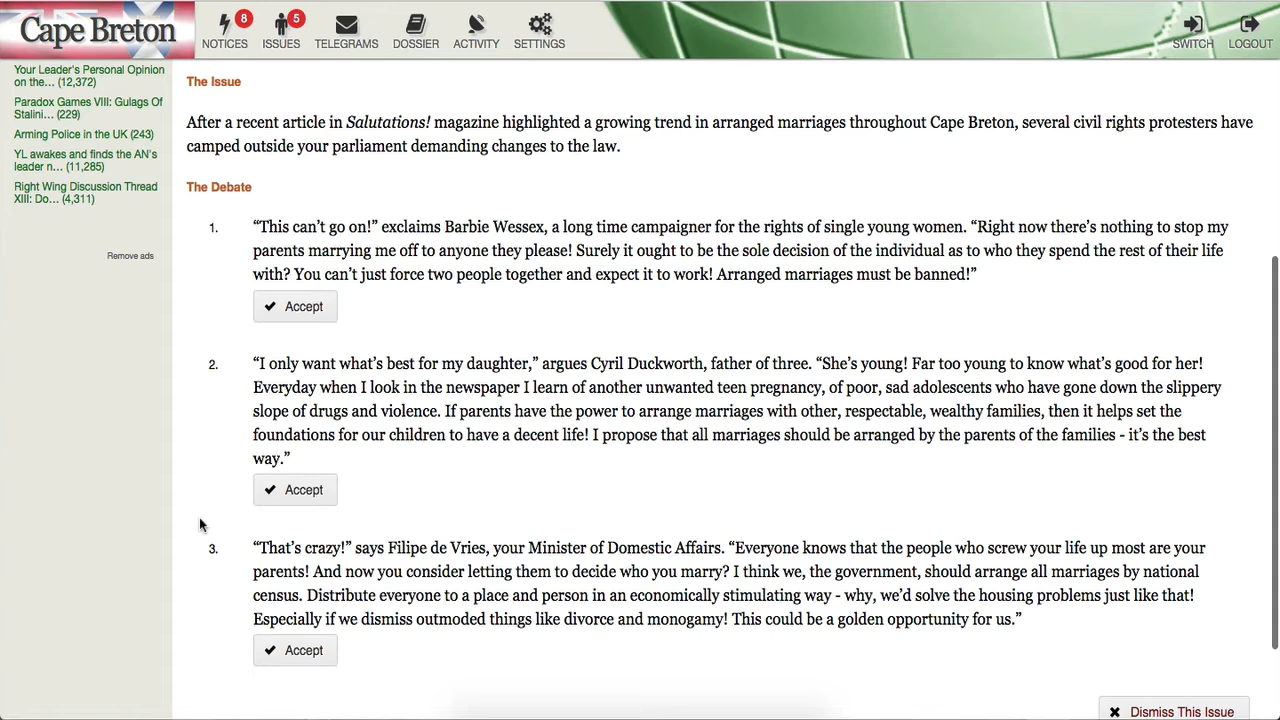 Cape Breton
8
NOTICES
5
ISSUES
TELEGRAMS
DOSSIER
ACTIVITY
SETTINGS
SWITCH
LOGOUT
Your Leader's Personal Opinion
on the... (12,372)
Paradox Games VIII: Gulags Of
Stalini... (229)
Arming Police in the UK (243)
YL awakes and finds the AN's
leader n... (11,285)
Right Wing Discussion Thread
XIII: Do... (4,311)
Remove ads
The Issue
After a recent article in Salutations! magazine highlighted a growing trend in arranged marriages throughout Cape Breton, several civil rights protesters have
camped outside your parliament demanding changes to the law.
The Debate
1. “This can’t go on!” exclaims Barbie Wessex, a long time campaigner for the rights of single young women. “Right now there’s nothing to stop my
parents marrying me off to anyone they please! Surely it ought to be the sole decision of the individual as to who they spend the rest of their life
with? You can’t just force two people together and expect it to work! Arranged marriages must be banned!”
Accept
2. “I only want what’s best for my daughter,” argues Cyril Duckworth, father of three. “She’s young! Far too young to know what’s good for her!
Everyday when I look in the newspaper I learn of another unwanted teen pregnancy, of poor, sad adolescents who have gone down the slippery
slope of drugs and violence. If parents have the power to arrange marriages with other, respectable, wealthy families, then it helps set the
foundations for our children to have a decent life! I propose that all marriages should be arranged by the parents of the families - it’s the best
way.”
Accept
3. “That’s crazy!” says Filipe de Vries, your Minister of Domestic Affairs. “Everyone knows that the people who screw your life up most are your
parents! And now you consider letting them to decide who you marry? I think we, the government, should arrange all marriages by national
census. Distribute everyone to a place and person in an economically stimulating way - why, we’d solve the housing problems just like that!
Especially if we dismiss outmoded things like divorce and monogamy! This could be a golden opportunity for us.”
Accept
Dismiss This Issue